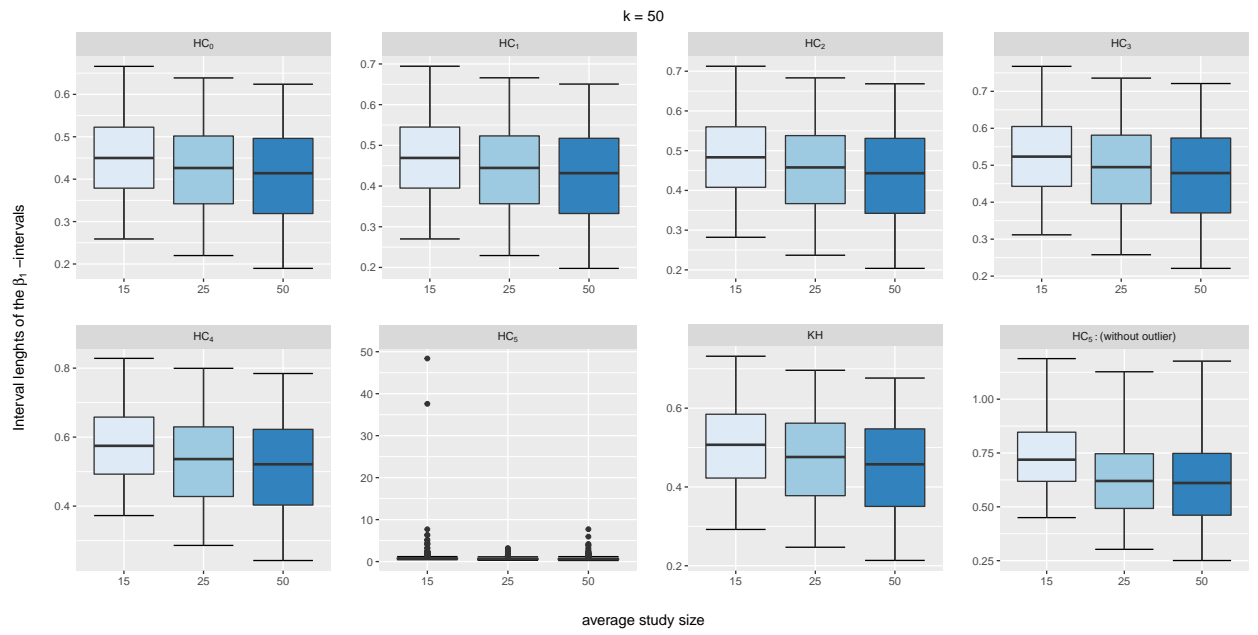 k = 50
Interval lenghts of the β₁ −intervals
HC₀
0.6
0.5
0.4
0.3
0.2
15 25 50
HC₁
0.7
0.6
0.5
0.4
0.3
0.2
15 25 50
HC₂
0.7
0.6
0.5
0.4
0.3
0.2
15 25 50
HC₃
0.7
0.6
0.5
0.4
0.3
0.2
15 25 50
HC₄
0.8
0.6
0.4
15 25 50
HC₅
50
40
30
20
10
0
15 25 50
KH
0.6
0.4
0.2
15 25 50
HC₅ : (without outlier)
1.00
0.75
0.50
0.25
15 25 50
average study size